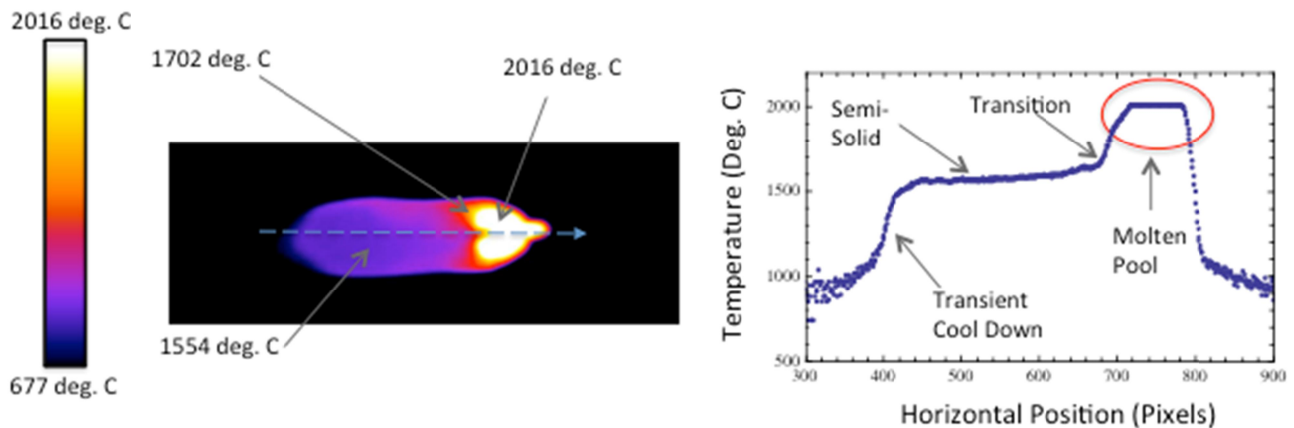 2016 deg. C
677 deg. C
1702 deg. C
2016 deg. C
1554 deg. C
Temperature (Deg. C)
2000
1500
1000
500
Semi-
Solid
Transition
Molten
Pool
Transient
Cool Down
300 400 500 600 700 800 900
Horizontal Position (Pixels)